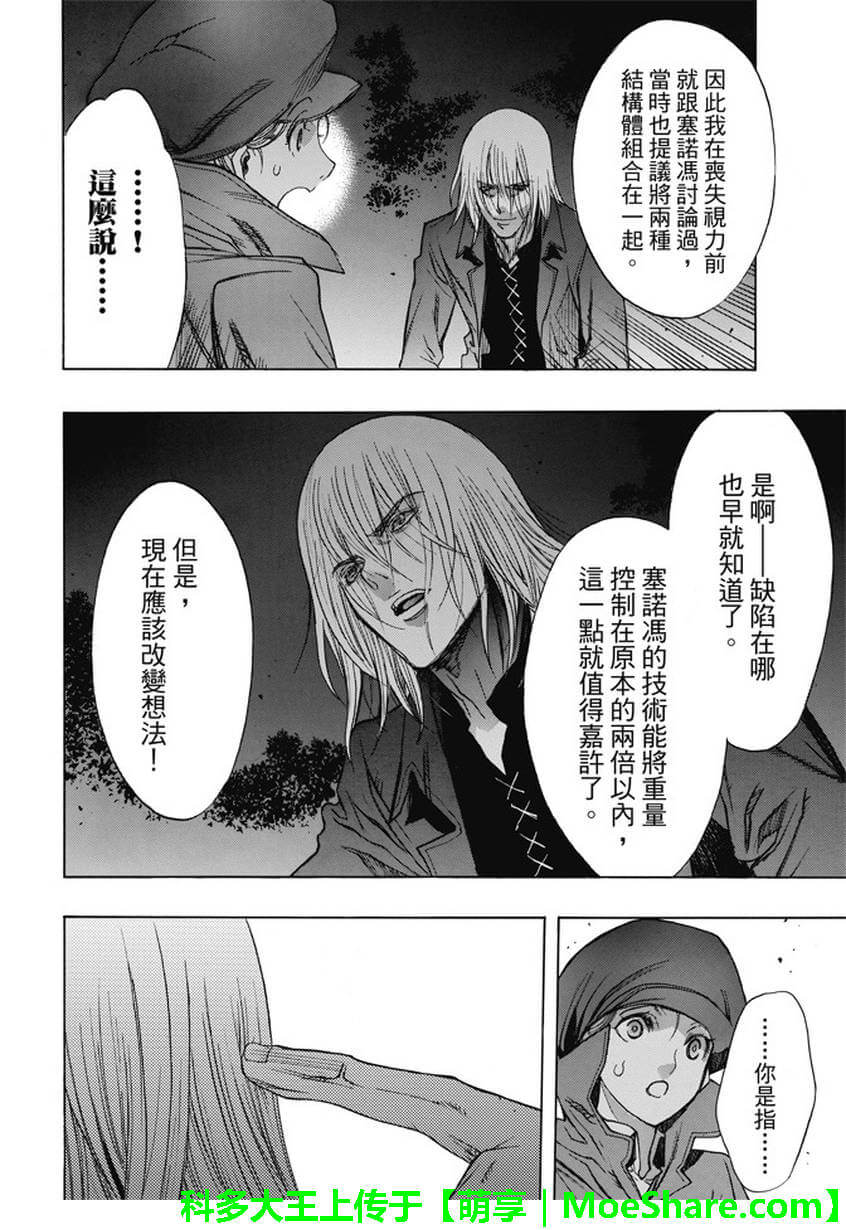 因此我在喪失視力前
就跟塞諾馮討論過，
當時也提議將兩種
結構體組合在一起。
……！
這麼說……
是啊——缺陷在哪
也早就知道了。
塞諾馮的技術能將重量
控制在原本的兩倍以內，
這一點就值得嘉許了。
但是，
現在應該改變想法！
……你是指……
科多大王上传于【萌享｜MoeShare.com】